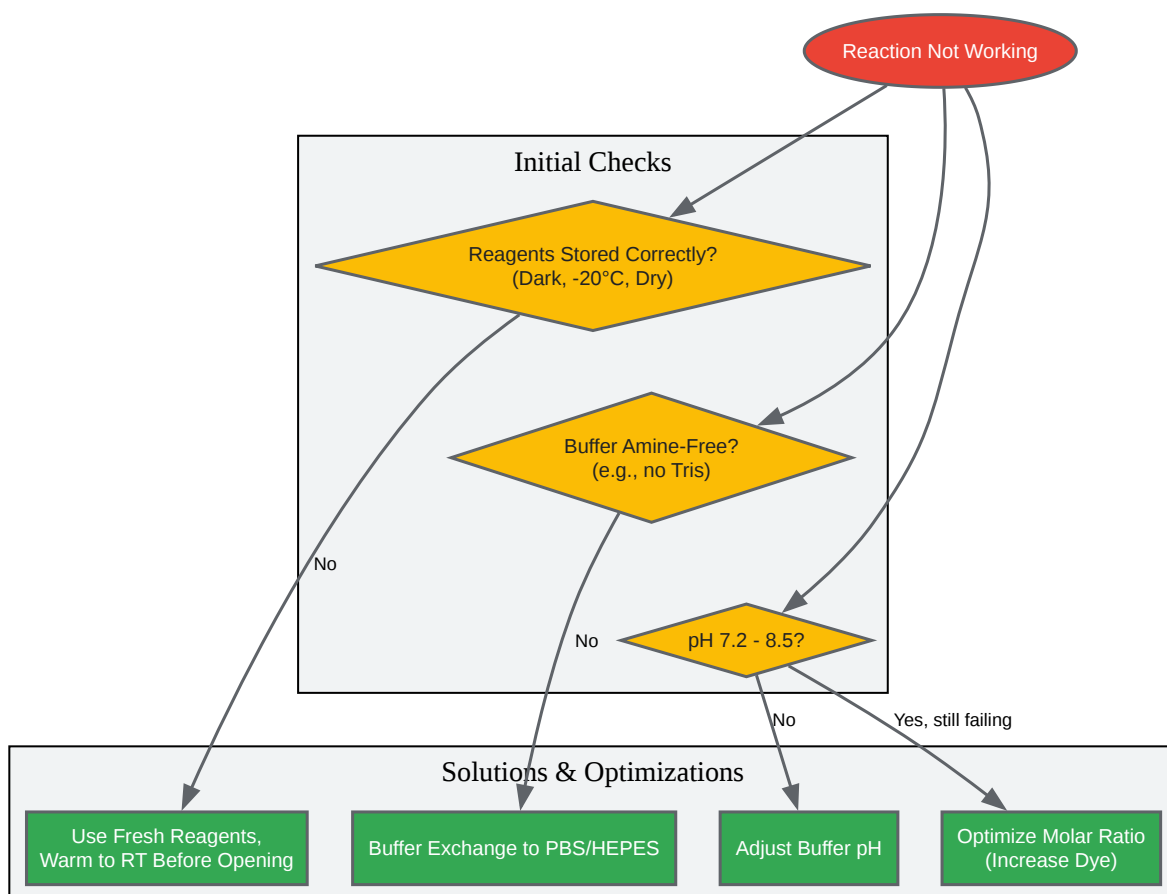 Reaction Not Working
Initial Checks
Reagents Stored Correctly?
(Dark, -20°C, Dry)
Buffer Amine-Free?
(e.g., no Tris)
No
No
pH 7.2 - 8.5?
No
Yes, still failing
Solutions & Optimizations
Use Fresh Reagents,
Warm to RT Before Opening
Buffer Exchange to PBS/HEPES
Adjust Buffer pH
Optimize Molar Ratio
(Increase Dye)